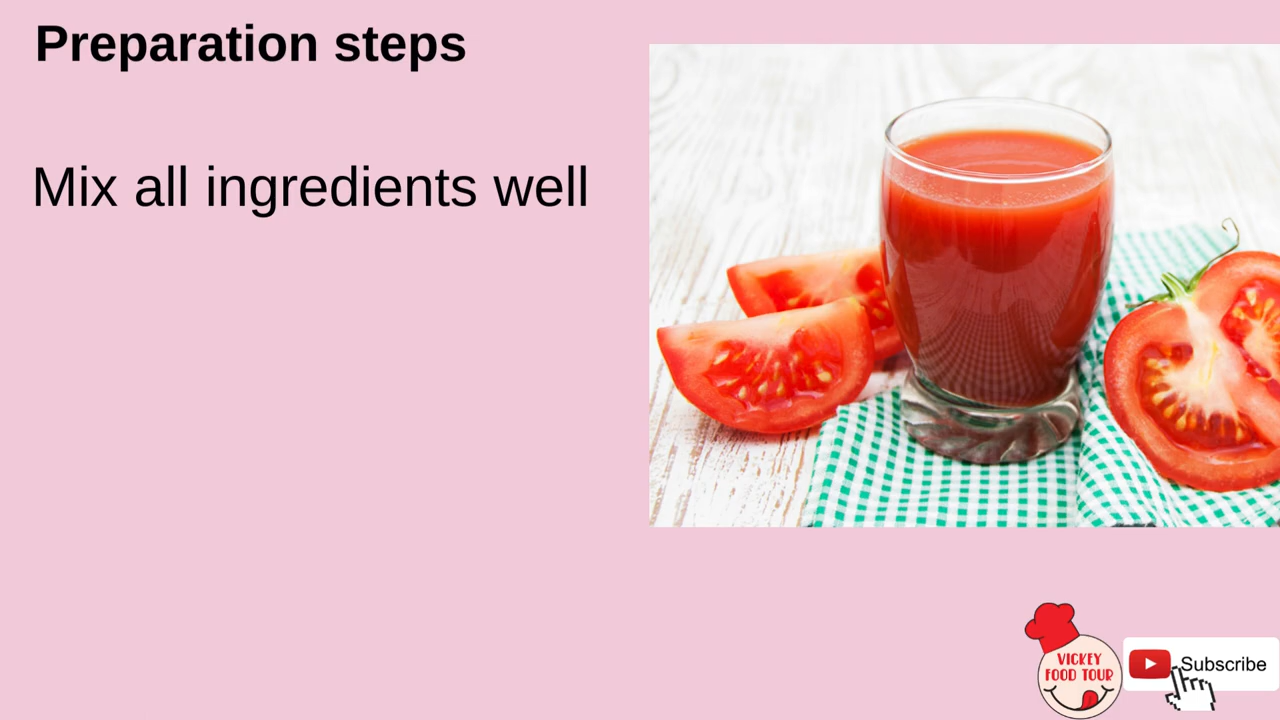 Preparation steps
Mix all ingredients well
VICKEY
FOOD TOUR
Subscribe